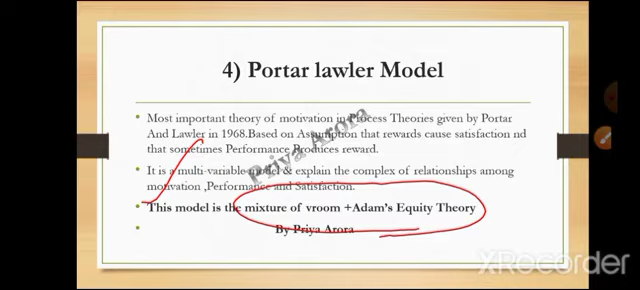 4) Portar lawler Model
• Most important theory of motivation in Process Theories given by Portar
And Lawler in 1968.Based on Assumption that rewards cause satisfaction nd
that sometimes Performance Produces reward.
• It is a multi-variable model & explain the complex of relationships among
motivation ,Performance and Satisfaction.
• This model is the mixture of vroom +Adam's Equity Theory
• By Priya Arora
Priya Arora
XRecorder